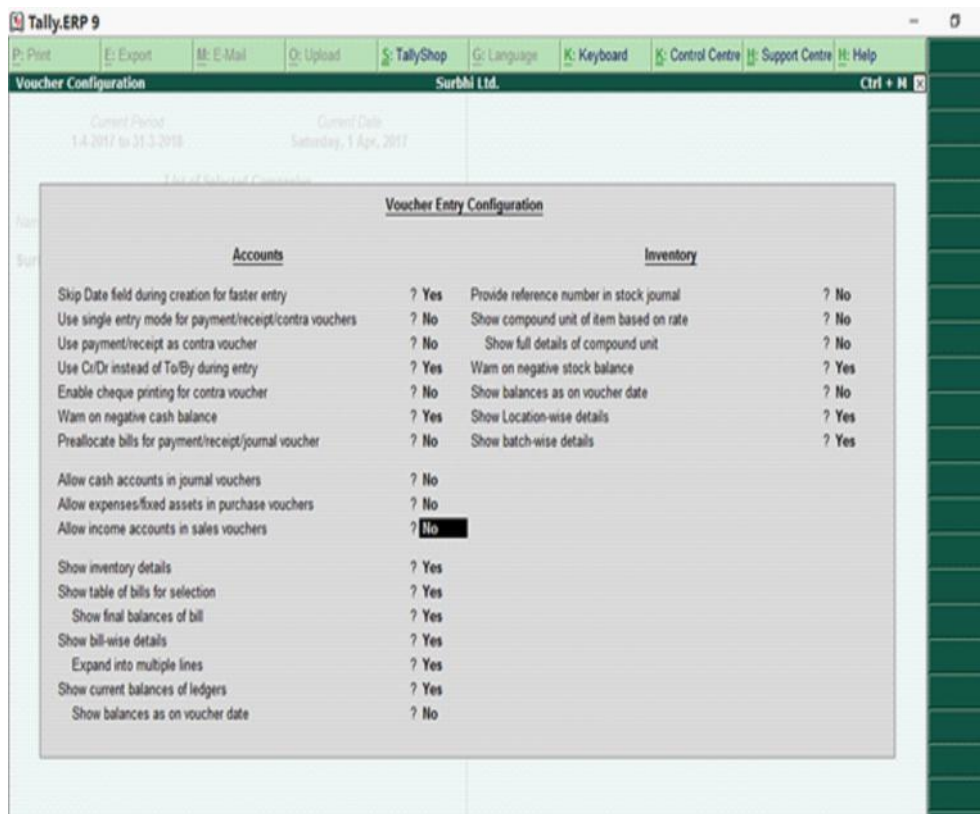 Tally.ERP 9
P: Print E: Export M: E-Mail O: Upload S: TallyShop G: Language K: Keyboard K: Control Centre H: Support Centre H: Help
Voucher Configuration Surbhi Ltd. Ctrl + M
Current Period Current Date
1-4-2017 to 31-3-2018 Saturday, 1 Apr, 2017
List of Selected Companies
Voucher Entry Configuration
Accounts
Skip Date field during creation for faster entry ? Yes
Use single entry mode for payment/receipt/contra vouchers ? No
Use payment/receipt as contra voucher ? No
Use Cr/Dr instead of To/By during entry ? Yes
Enable cheque printing for contra voucher ? No
Warn on negative cash balance ? Yes
Preallocate bills for payment/receipt/journal voucher ? No
Allow cash accounts in journal vouchers ? No
Allow expenses/fixed assets in purchase vouchers ? No
Allow income accounts in sales vouchers ? No
Show inventory details ? Yes
Show table of bills for selection ? Yes
Show final balances of bill ? Yes
Show bill-wise details ? Yes
Expand into multiple lines ? Yes
Show current balances of ledgers ? Yes
Show balances as on voucher date ? No
Inventory
Provide reference number in stock journal ? No
Show compound unit of item based on rate ? No
Show full details of compound unit ? No
Warn on negative stock balance ? Yes
Show balances as on voucher date ? No
Show Location-wise details ? Yes
Show batch-wise details ? Yes